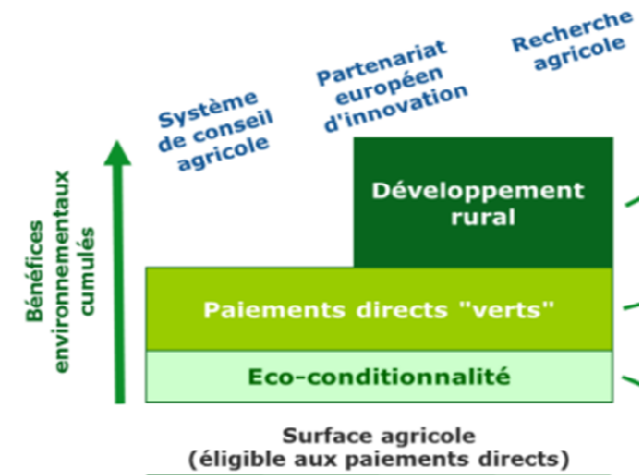 Système
de conseil
agricole
Partenariat
européen
d'innovation
Recherche
agricole
Bénéfices
environnementaux
cumulés
Développement
rural
Paiements directs "verts"
Eco-conditionnalité
Surface agricole
(éligible aux paiements directs)